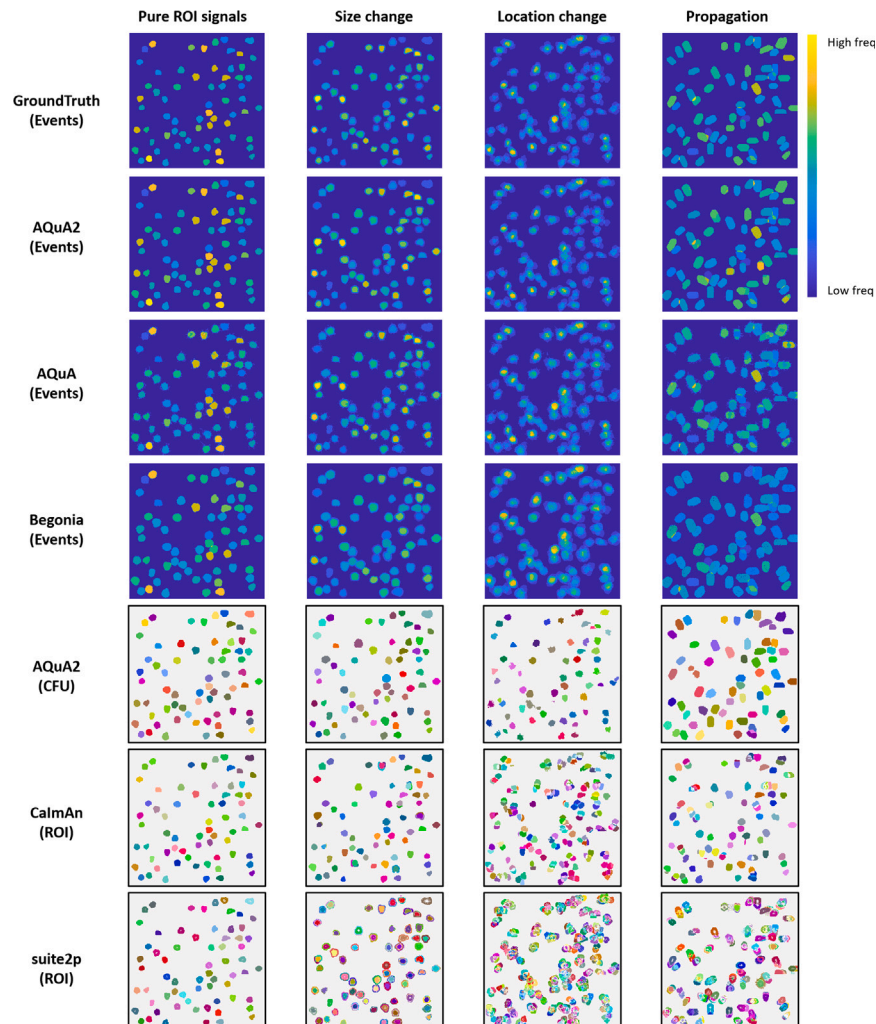 Pure ROI signals
Size change
Location change
Propagation
High freq
GroundTruth
(Events)
AQuA2
(Events)
Low freq
AQuA
(Events)
Begonia
(Events)
AQuA2
(CFU)
CalmAn
(ROI)
suite2p
(ROI)